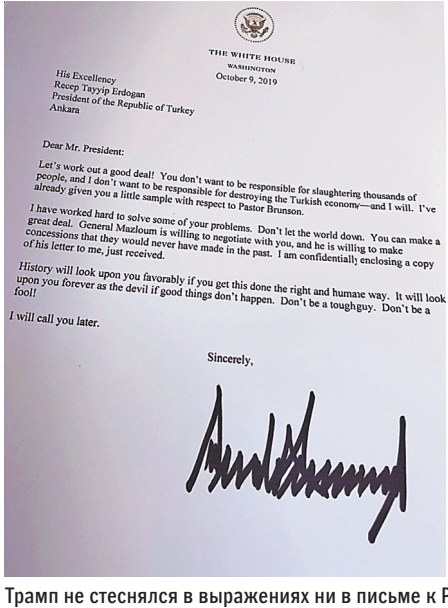 THE WHITE HOUSE
WASHINGTON
October 9, 2019
His Excellency
Recep Tayyip Erdogan
President of the Republic of Turkey
Ankara
Dear Mr. President:
Let's work out a good deal! You don't want to be responsible for slaughtering thousands of
people, and I don't want to be responsible for destroying the Turkish economy—and I will. I've
already given you a little sample with respect to Pastor Brunson.
I have worked hard to solve some of your problems. Don't let the world down. You can make a
great deal. General Mazloum is willing to negotiate with you, and he is willing to make
concessions that they would never have made in the past. I am confidentially enclosing a copy
of his letter to me, just received.
History will look upon you favorably if you get this done the right and humane way. It will look
upon you forever as the devil if good things don't happen. Don't be a toughguy. Don't be a
fool!
I will call you later.
Sincerely,
Трамп не стеснялся в выражениях ни в письме к